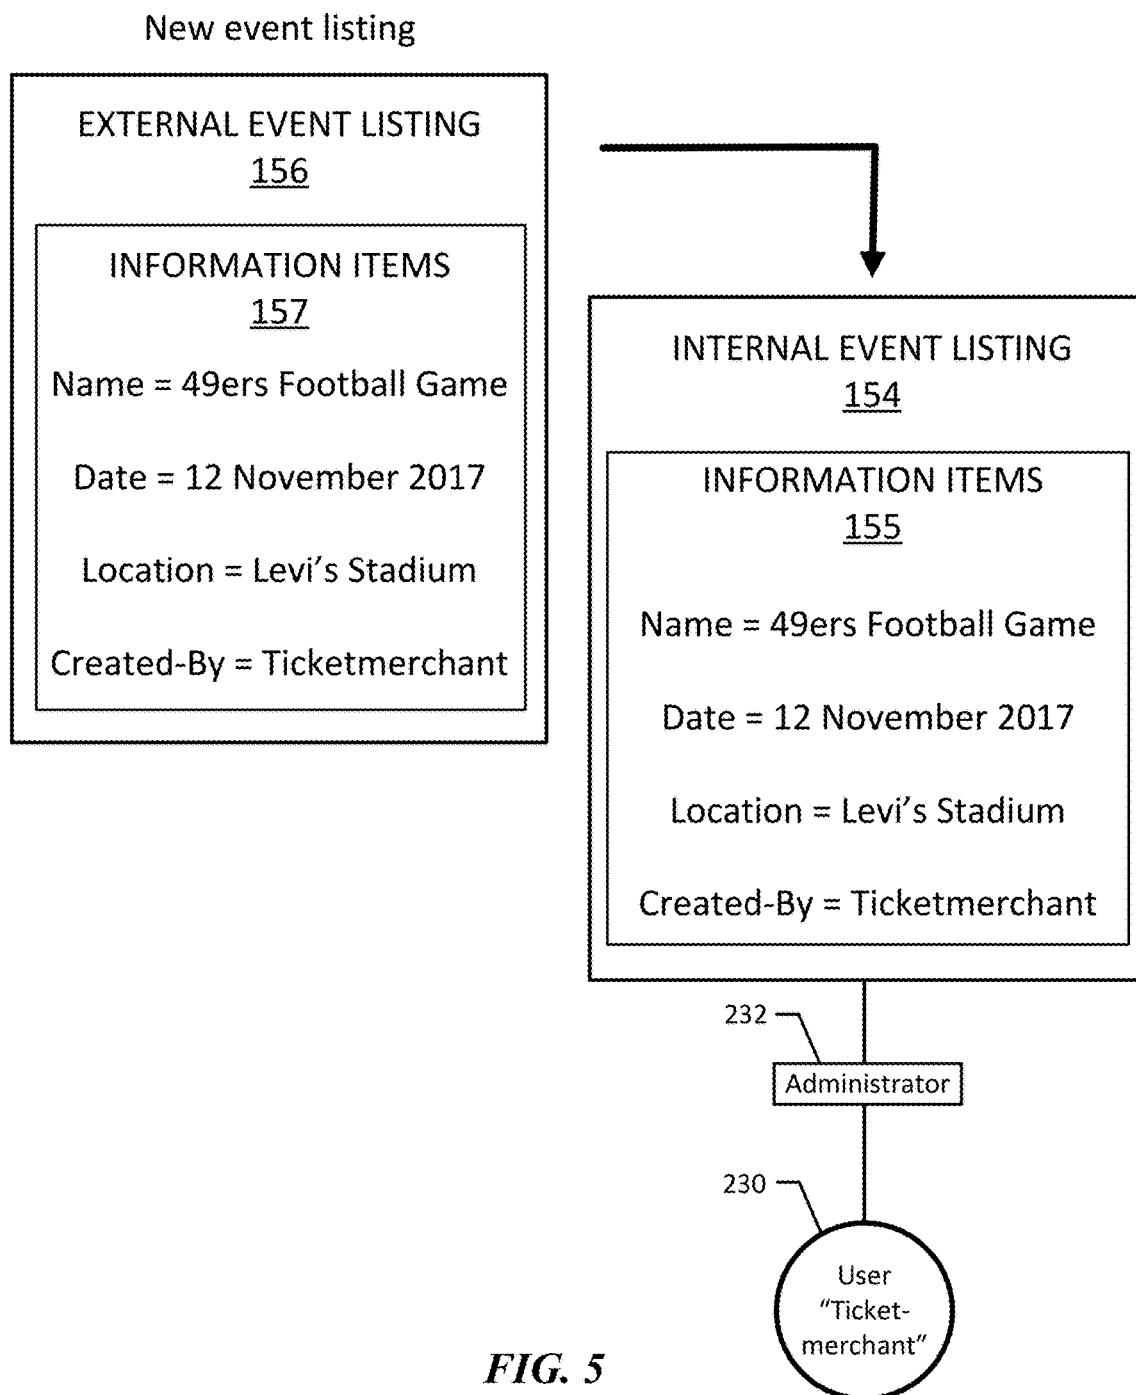 New event listing
EXTERNAL EVENT LISTING
156
INFORMATION ITEMS
157
Name = 49ers Football Game
Date = 12 November 2017
Location = Levi's Stadium
Created-By = Ticketmerchant
INTERNAL EVENT LISTING
154
INFORMATION ITEMS
155
Name = 49ers Football Game
Date = 12 November 2017
Location = Levi's Stadium
Created-By = Ticketmerchant
232
Administrator
230
User
“Ticket-
merchant”
FIG. 5